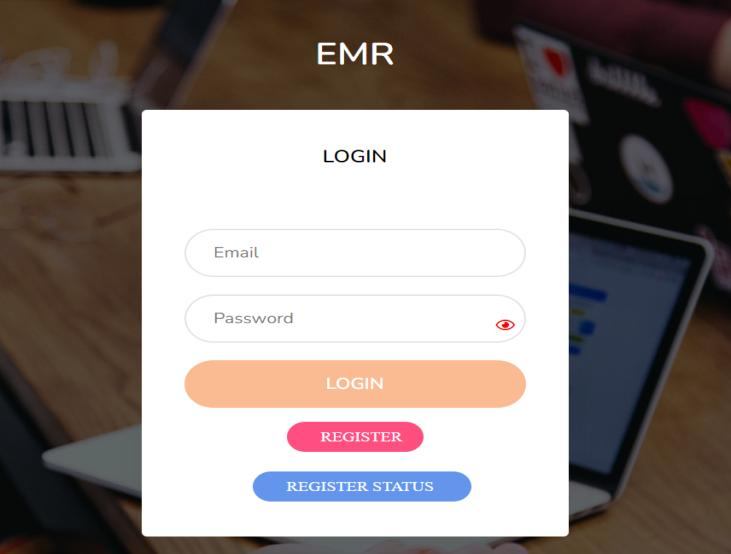 EMR
LOGIN
Email
Password
LOGIN
REGISTER
REGISTER STATUS